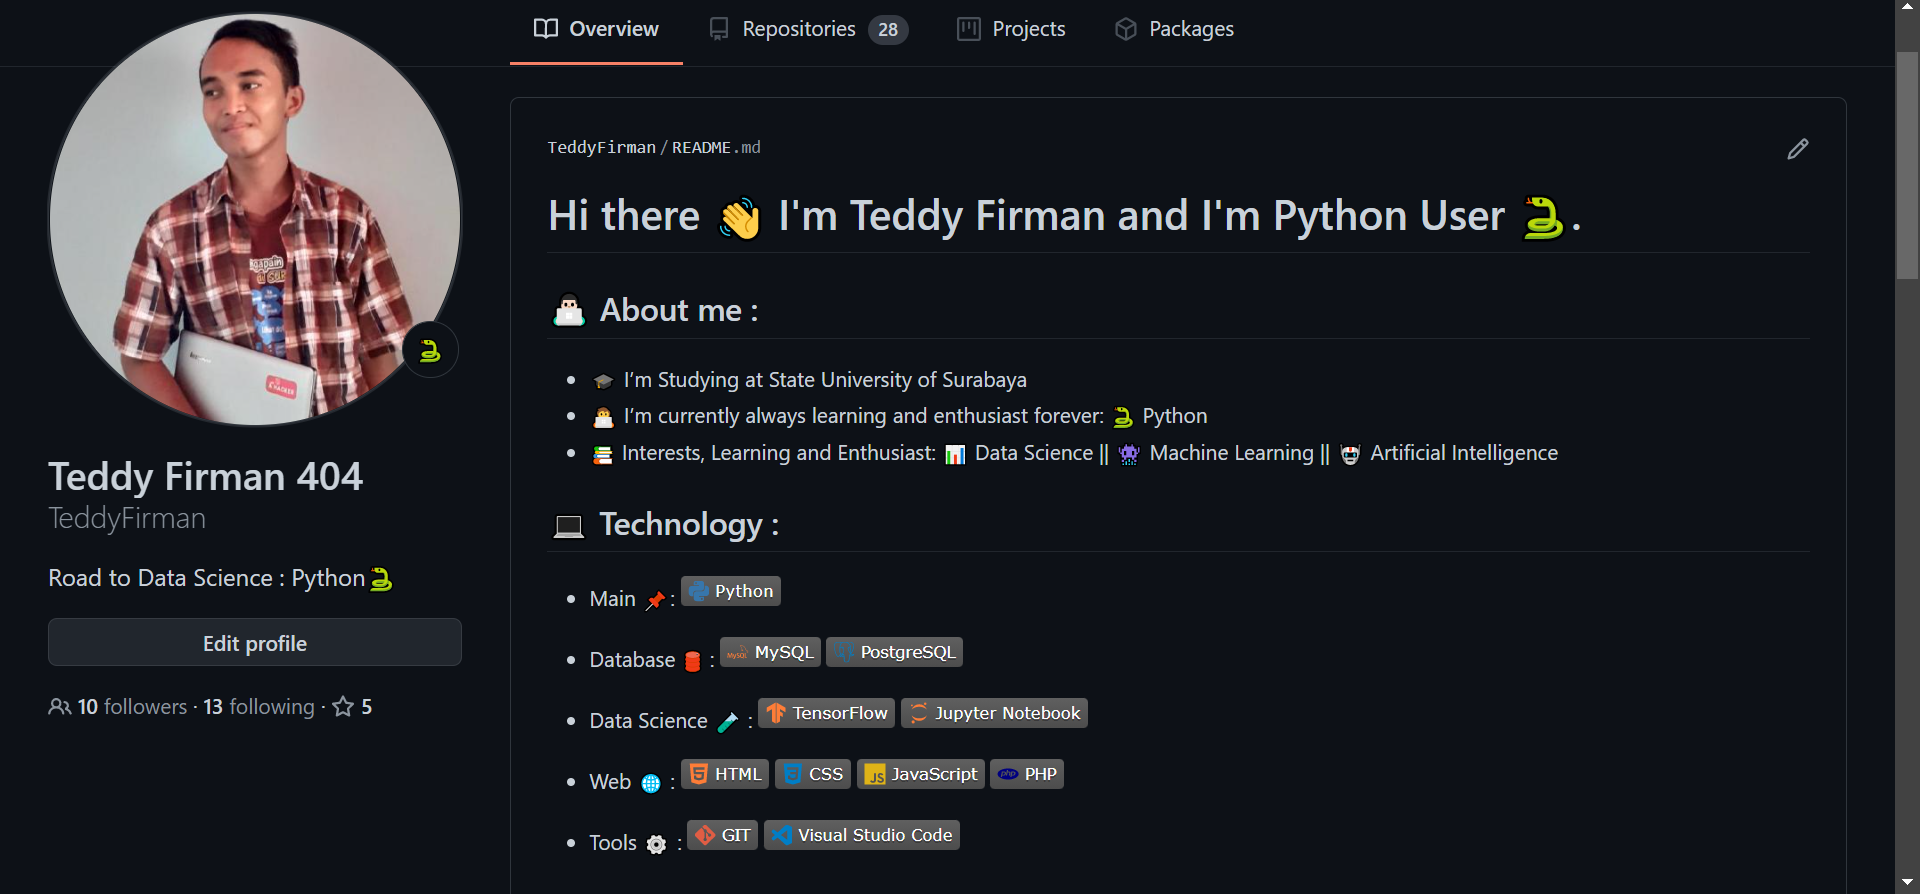 Overview Repositories 28 Projects Packages
TeddyFirman / README.md
Hi there 👋 I'm Teddy Firman and I'm Python User 🐍.
👨🏻‍💻 About me :
🎓 I’m Studying at State University of Surabaya
👨‍💻 I’m currently always learning and enthusiast forever: 🐍 Python
📚 Interests, Learning and Enthusiast: 📊 Data Science || 👾 Machine Learning || 🤖 Artificial Intelligence
💻 Technology :
Main 📌 : Python
Database 🛢 : MySQL PostgreSQL
Data Science 🧪 : TensorFlow Jupyter Notebook
Web 🌐 : HTML CSS JavaScript PHP
Tools ⚙️ : GIT Visual Studio Code
Teddy Firman 404
TeddyFirman
Road to Data Science : Python🐍
Edit profile
10 followers · 13 following · 5